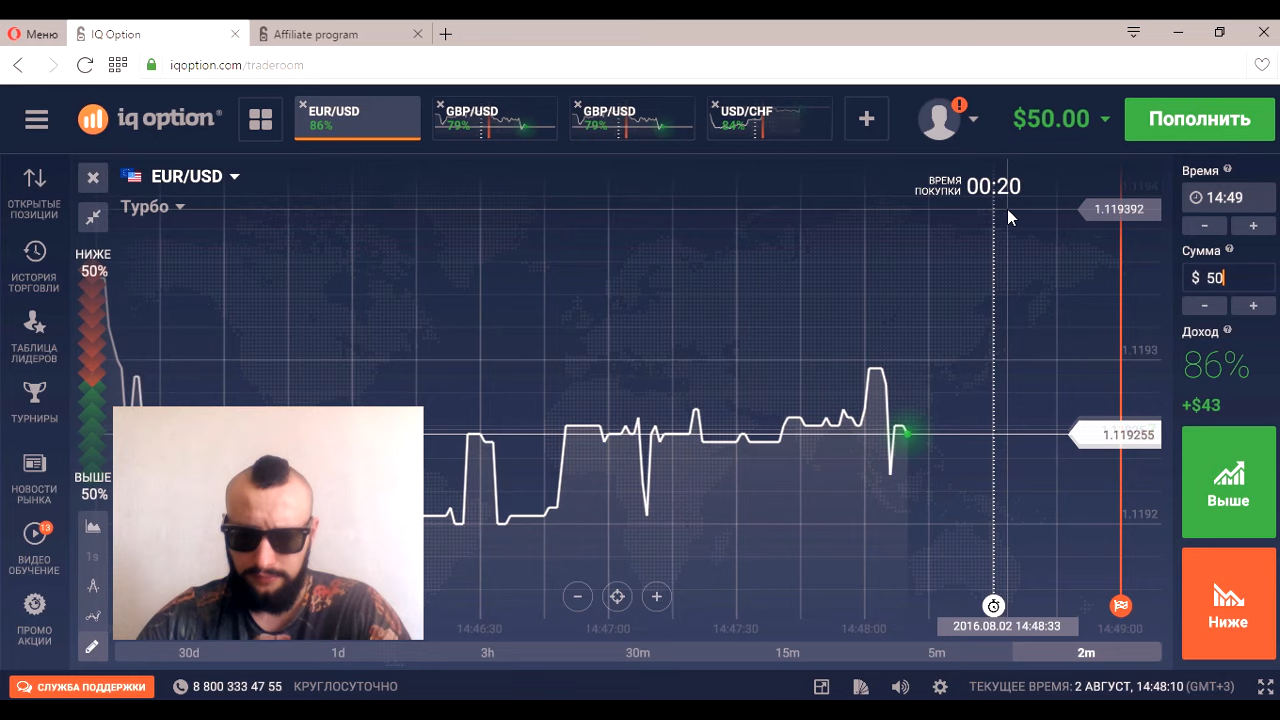 Меню
IQ Option
Affiliate program
iqoption.com/traderoom
iq option
EUR/USD
86%
GBP/USD
79%
GBP/USD
79%
USD/CHF
84%
$50.00
Пополнить
ОТКРЫТЫЕ
ПОЗИЦИИ
ИСТОРИЯ
ТОРГОВЛИ
ТАБЛИЦА
ЛИДЕРОВ
ТУРНИРЫ
НОВОСТИ
РЫНКА
13
ВИДЕО
ОБУЧЕНИЕ
ПРОМО
АКЦИИ
EUR/USD
Турбо
НИЖЕ
50%
ВЫШЕ
50%
1s
ВРЕМЯ
ПОКУПКИ
00:20
1.1194
1.119392
1.1193
1.119255
1.1192
14:46:30
14:47:00
14:47:30
14:48:00
14:49:00
2016.08.02 14:48:33
30d
1d
3h
30m
15m
5m
2m
Время
14:49
Сумма
$ 50
Доход
86%
+$43
Выше
Ниже
СЛУЖБА ПОДДЕРЖКИ
8 800 333 47 55 КРУГЛОСУТОЧНО
ТЕКУЩЕЕ ВРЕМЯ: 2 АВГУСТ, 14:48:10 (GMT+3)